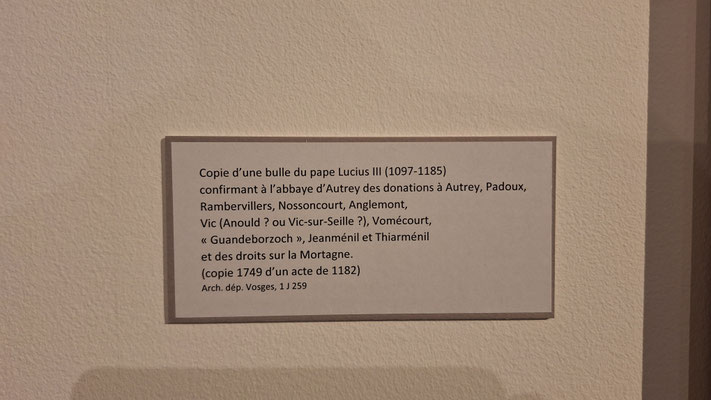 Copie d'une bulle du pape Lucius III (1097-1185)
confirmant à l'abbaye d'Autrey des donations à Autrey, Padoux,
Rambervillers, Nossoncourt, Anglemont,
Vic (Anould ? ou Vic-sur-Seille ?), Vomécourt,
« Guandeborzoch », Jeanménil et Thiarménil
et des droits sur la Mortagne.
(copie 1749 d'un acte de 1182)
Arch. dép. Vosges, 1 J 259